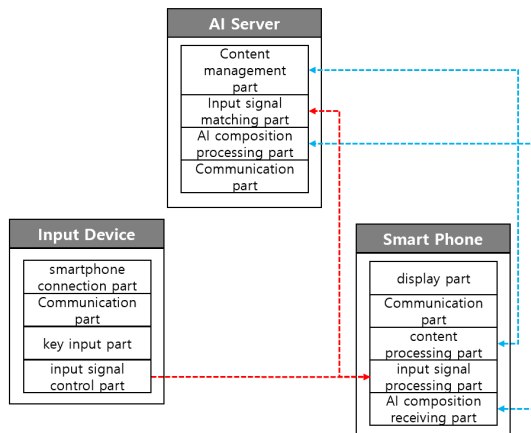 AI Server
Content
management
part
Input signal
matching part
AI composition
processing part
Communication
part
Input Device
smartphone
connection part
Communication
part
key input part
input signal
control part
Smart Phone
display part
Communication
part
content
processing part
input signal
processing part
AI composition
receiving part